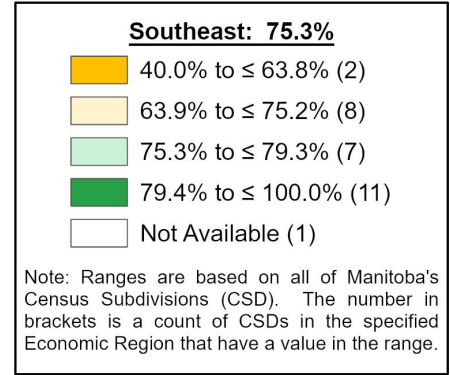 Southeast: 75.3%
40.0% to ≤ 63.8% (2)
63.9% to ≤ 75.2% (8)
75.3% to ≤ 79.3% (7)
79.4% to ≤ 100.0% (11)
Not Available (1)
Note: Ranges are based on all of Manitoba's
Census Subdivisions (CSD). The number in
brackets is a count of CSDs in the specified
Economic Region that have a value in the range.